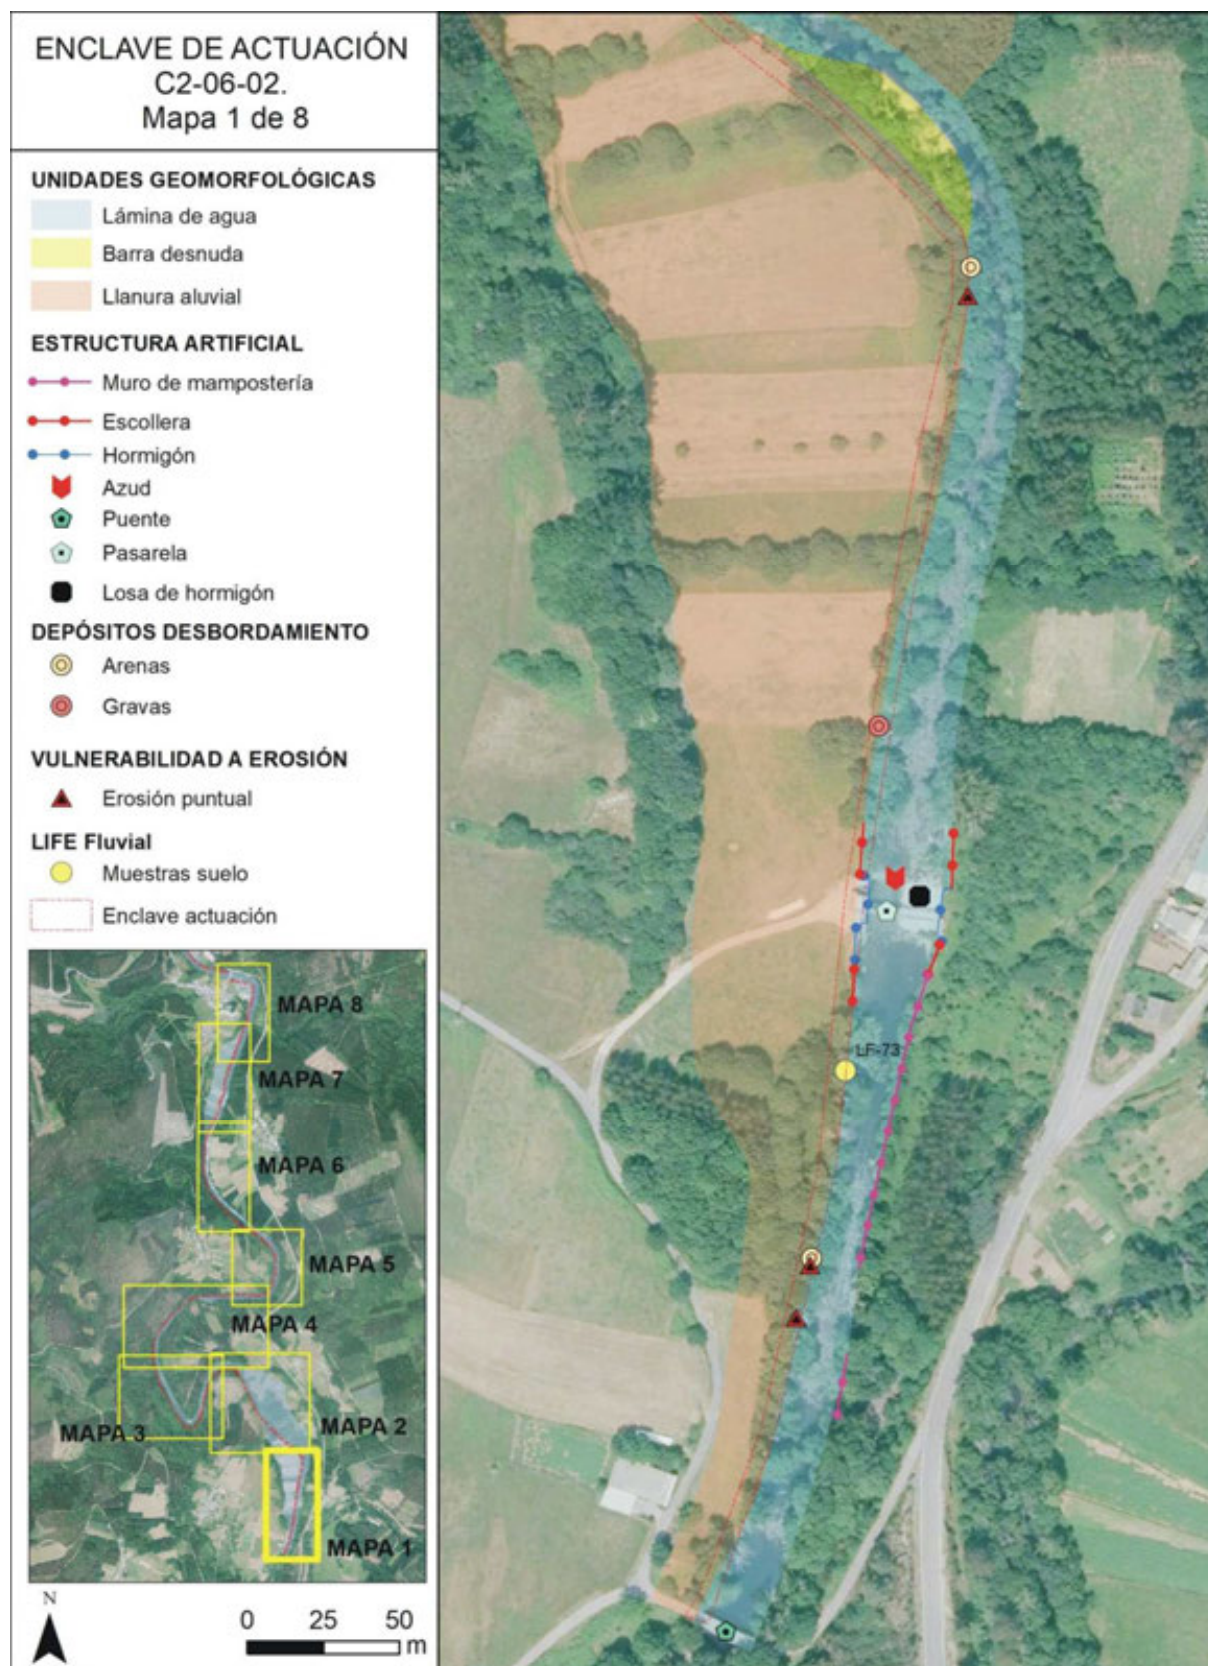 ENCLAVE DE ACTUACIÓN
C2-06-02.
Mapa 1 de 8
UNIDADES GEOMORFOLÓGICAS
Lámina de agua
Barra desnuda
Llanura aluvial
ESTRUCTURA ARTIFICIAL
Muro de mampostería
Escollera
Hormigón
Azud
Puente
Pasarela
Losa de hormigón
DEPÓSITOS DESBORDAMIENTO
Arenas
Gravas
VULNERABILIDAD A EROSIÓN
Erosión puntual
LIFE Fluvial
Muestras suelo
Enclave actuación
MAPA 8
MAPA 7
MAPA 6
MAPA 5
MAPA 4
MAPA 3
MAPA 2
MAPA 1
N
0 25 50
m
LF-73